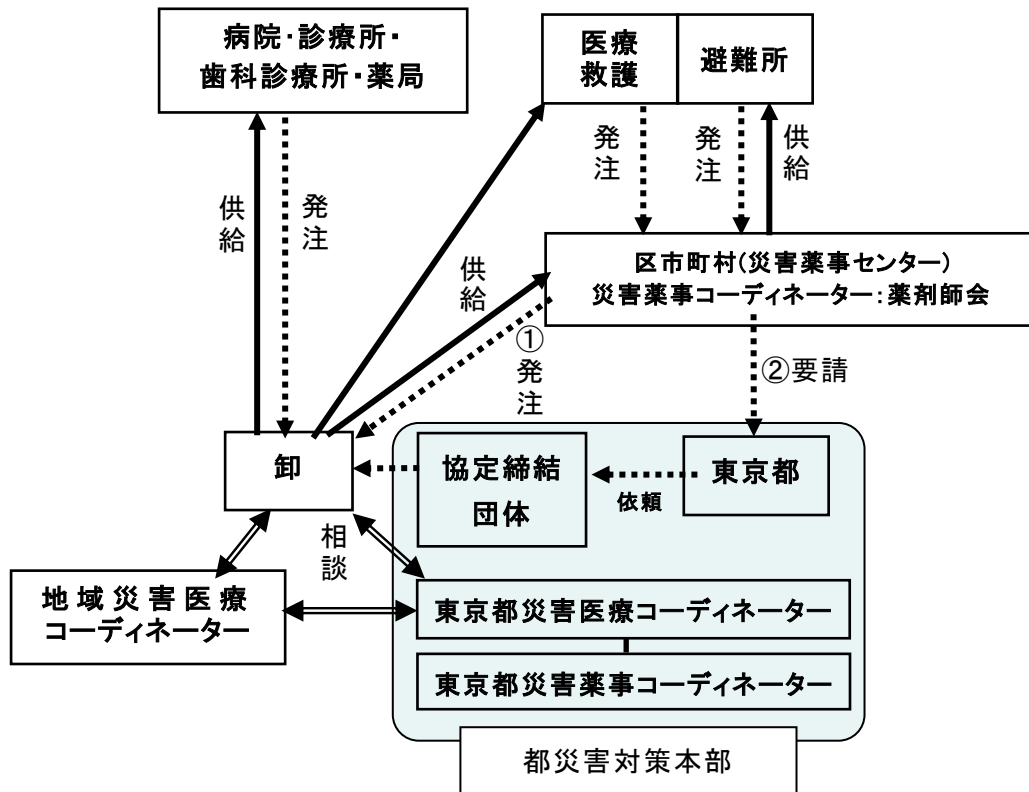 病院・診療所・
歯科診療所・薬局
医療
救護
避難所
供給
発注
発注
発注
供給
区市町村(災害薬事センター)
災害薬事コーディネーター：薬剤師会
供給
①発注
②要請
卸
協定締結
団体
依頼
東京都
相談
地域災害医療
コーディネーター
東京都災害医療コーディネーター
東京都災害薬事コーディネーター
都災害対策本部